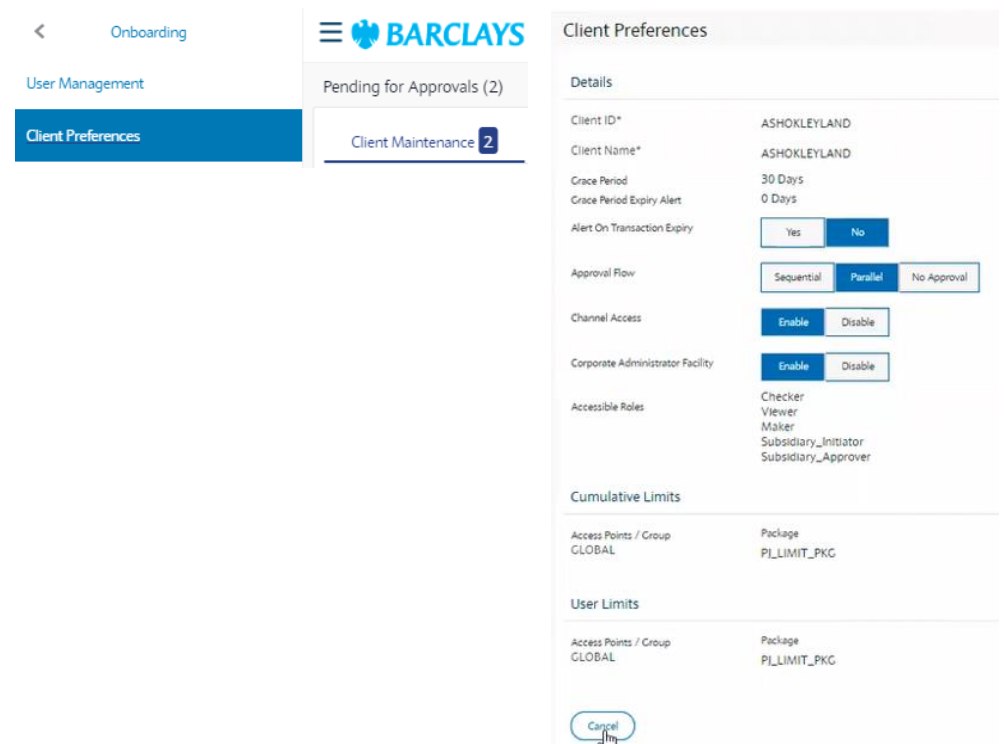 Onboarding
User Management
Client Preferences
BARCLAYS
Pending for Approvals (2)
Client Maintenance 2
Client Preferences
Details
Client ID* ASHOKLEYLAND
Client Name* ASHOKLEYLAND
Grace Period 30 Days
Grace Period Expiry Alert 0 Days
Alert On Transaction Expiry Yes No
Approval Flow Sequential Parallel No Approval
Channel Access Enable Disable
Corporate Administrator Facility Enable Disable
Accessible Roles Checker
Viewer
Maker
Subsidiary_Initiator
Subsidiary_Approver
Cumulative Limits
Access Points / Group Package
GLOBAL PJ_LIMIT_PKG
User Limits
Access Points / Group Package
GLOBAL PJ_LIMIT_PKG
Cancel